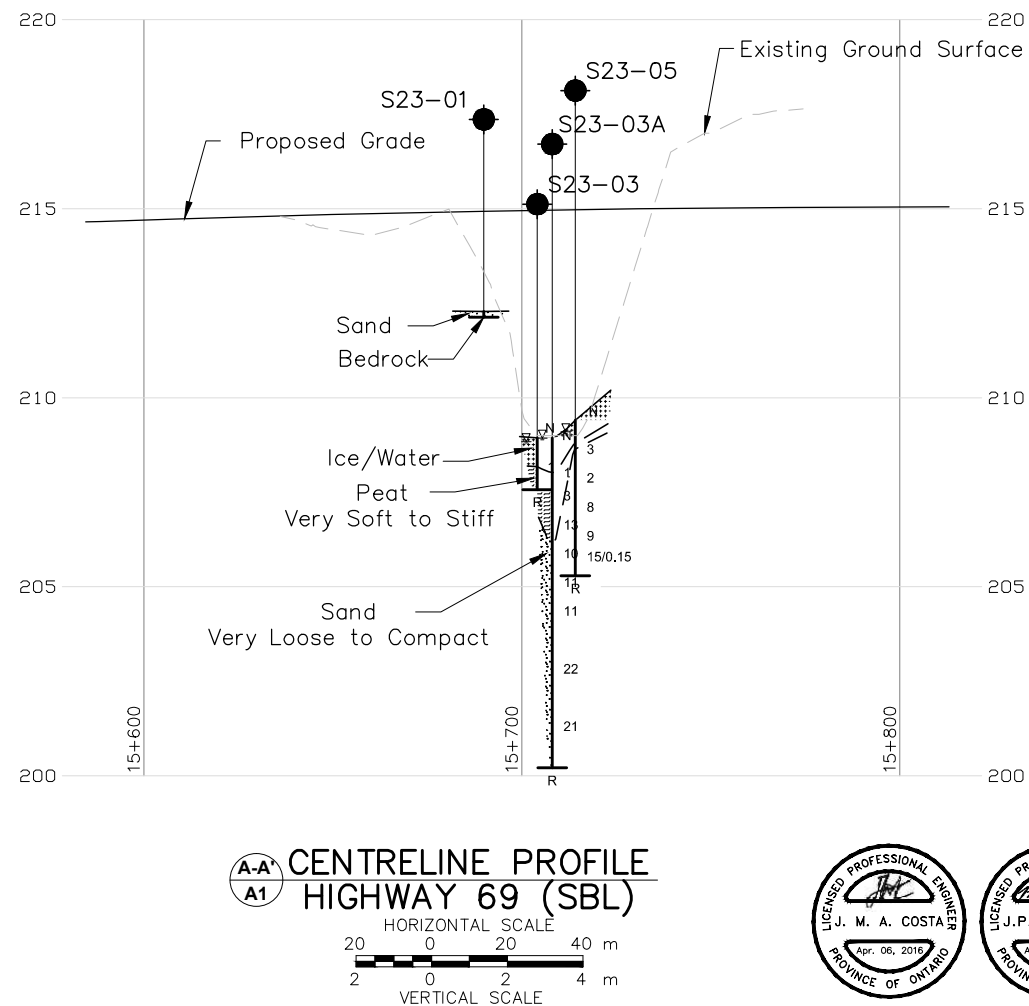 220
220
Existing Ground Surface
S23-05
S23-01
S23-03A
Proposed Grade
S23-03
215
215
Sand
Bedrock
210
210
N
N
N
Ice/Water
3
1
2
Peat
Very Soft to Stiff
R
3
8
13
9
10
15/0.15
205
11
R
205
Sand
Very Loose to Compact
11
22
21
15+600
15+700
15+800
200
200
R
A-A'
A1
CENTRELINE PROFILE
HIGHWAY 69 (SBL)
HORIZONTAL SCALE
20 0 20 40 m
2 0 2 4 m
VERTICAL SCALE
LICENSED PROFESSIONAL ENGINEER
J. M. A. COSTA
Apr. 06, 2016
PROVINCE OF ONTARIO
LICENSED
J.P.